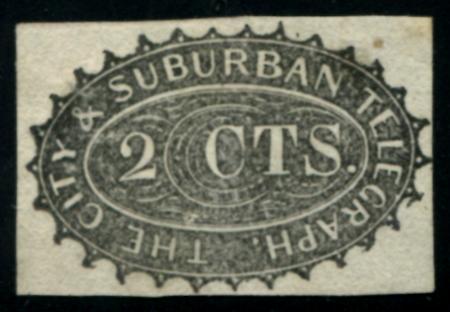 THE CITY & SUBURBAN TELEGRAPH.
2 CTS.